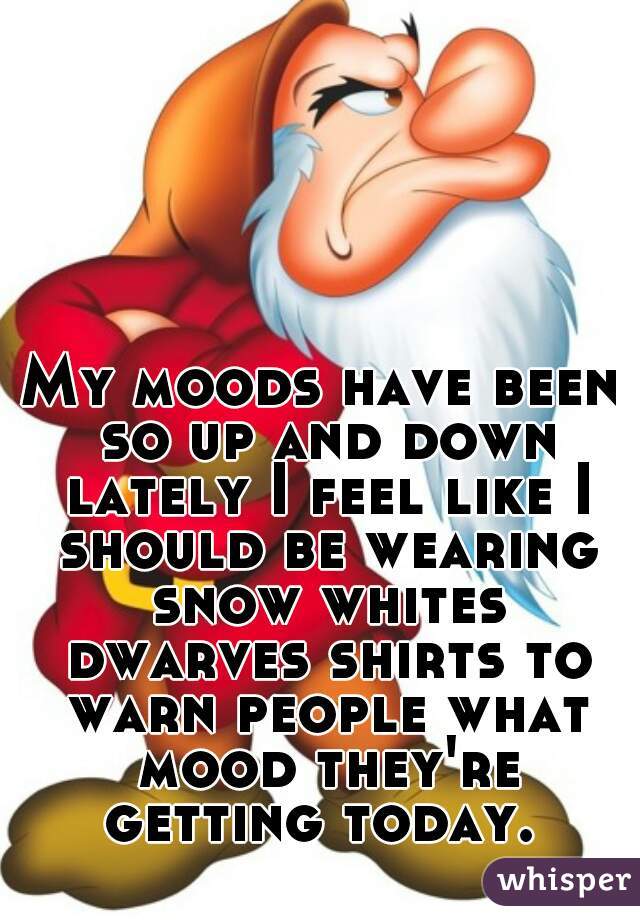 My moods have been
so up and down
lately I feel like I
should be wearing
snow whites
dwarves shirts to
warn people what
mood they're
getting today.
whisper